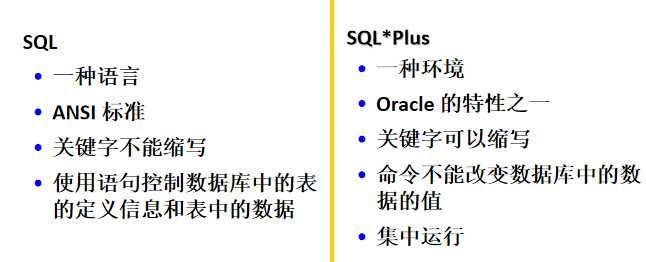 SQL
• 一种语言
• ANSI 标准
• 关键字不能缩写
• 使用语句控制数据库中的表
的定义信息和表中的数据
SQL*Plus
• 一种环境
• Oracle 的特性之一
• 关键字可以缩写
• 命令不能改变数据库中的数
据的值
• 集中运行